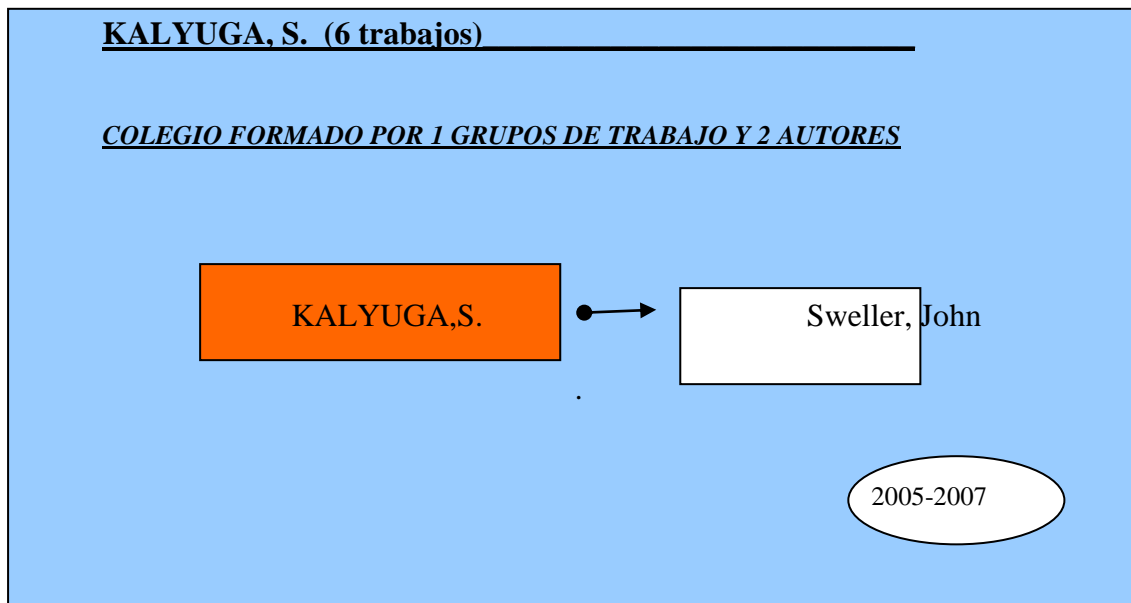 KALYUGA, S. (6 trabajos)
COLEGIO FORMADO POR 1 GRUPOS DE TRABAJO Y 2 AUTORES
KALYUGA,S.
Sweller, John
.
2005-2007